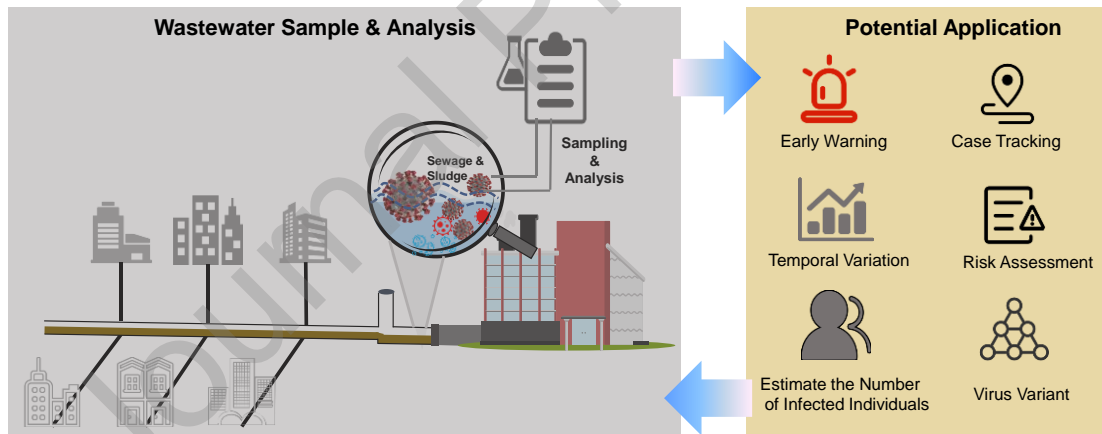 Wastewater Sample & Analysis
Sewage &
Sludge
Sampling
&
Analysis
Potential Application
Early Warning
Case Tracking
Temporal Variation
Risk Assessment
Estimate the Number
of Infected Individuals
Virus Variant
Journal P